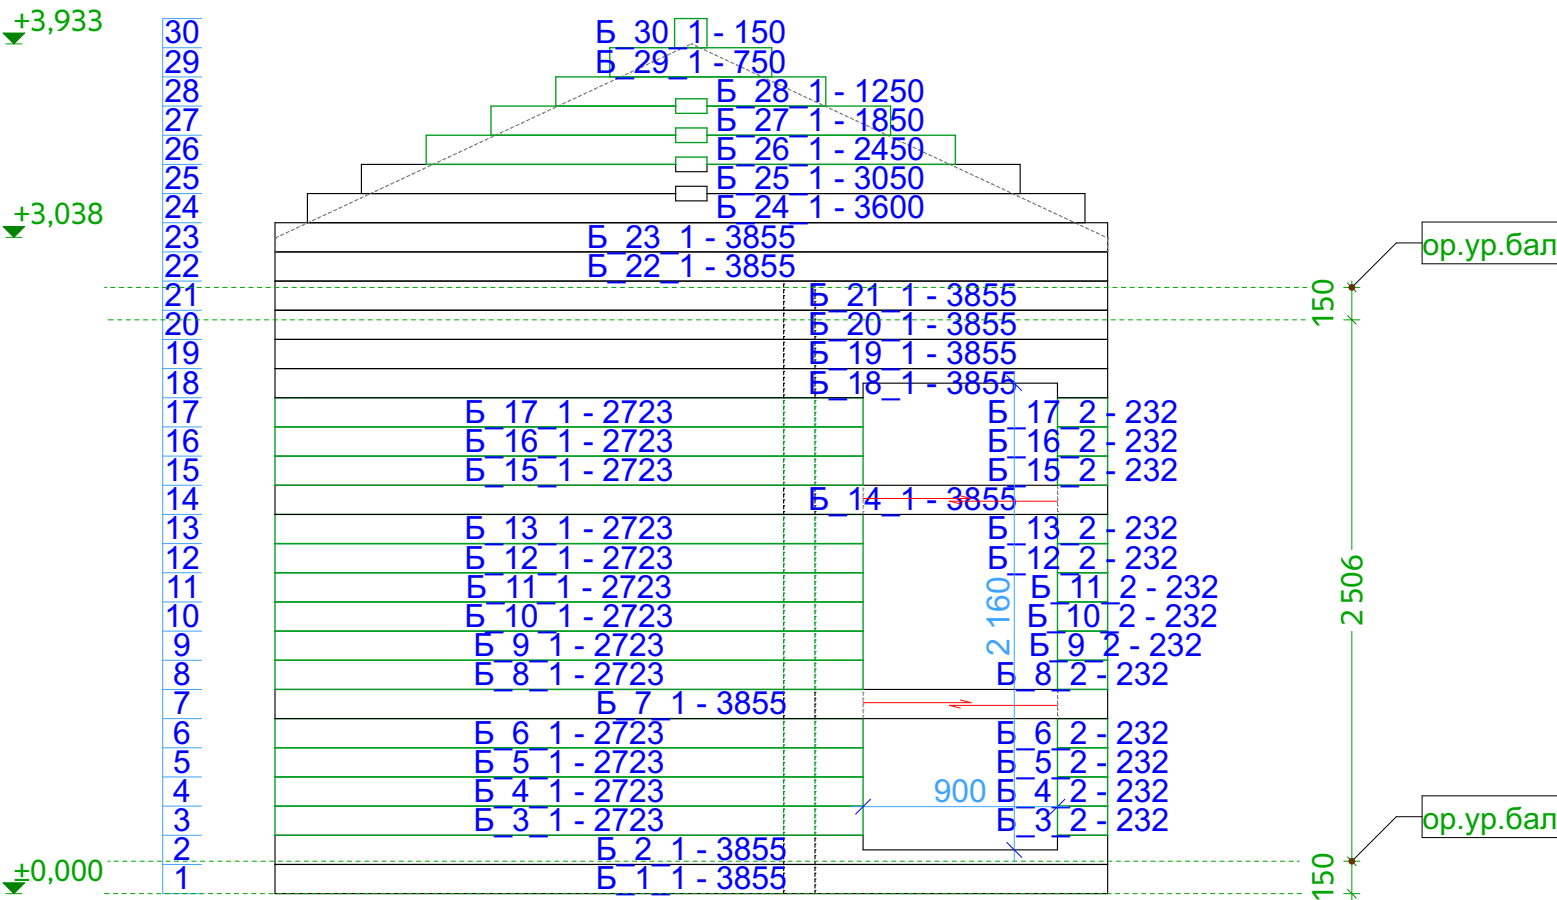 +3,933
30 Б_30_1 - 150
29 Б_29_1 - 750
28 Б_28_1 - 1250
27 Б_27_1 - 1850
26 Б_26_1 - 2450
25 Б_25_1 - 3050
+3,038
24 Б_24_1 - 3600
23 Б_23_1 - 3855
ор.ур.бал
22 Б_22_1 - 3855
21 Б_21_1 - 3855
150
20 Б_20_1 - 3855
19 Б_19_1 - 3855
18 Б_18_1 - 3855
17 Б_17_1 - 2723 Б_17_2 - 232
16 Б_16_1 - 2723 Б_16_2 - 232
15 Б_15_1 - 2723 Б_15_2 - 232
14 Б_14_1 - 3855
13 Б_13_1 - 2723 Б_13_2 - 232
12 Б_12_1 - 2723 Б_12_2 - 232
11 Б_11_1 - 2723 Б_11_2 - 232
2 506
10 Б_10_1 - 2723 Б_10_2 - 232
2 160
9 Б_9_1 - 2723 Б_9_2 - 232
8 Б_8_1 - 2723 Б_8_2 - 232
7 Б_7_1 - 3855
6 Б_6_1 - 2723 Б_6_2 - 232
5 Б_5_1 - 2723 Б_5_2 - 232
4 Б_4_1 - 2723 900 Б_4_2 - 232
3 Б_3_1 - 2723 Б_3_2 - 232
ор.ур.бал
2 Б_2_1 - 3855
±0,000
1 Б_1_1 - 3855
150